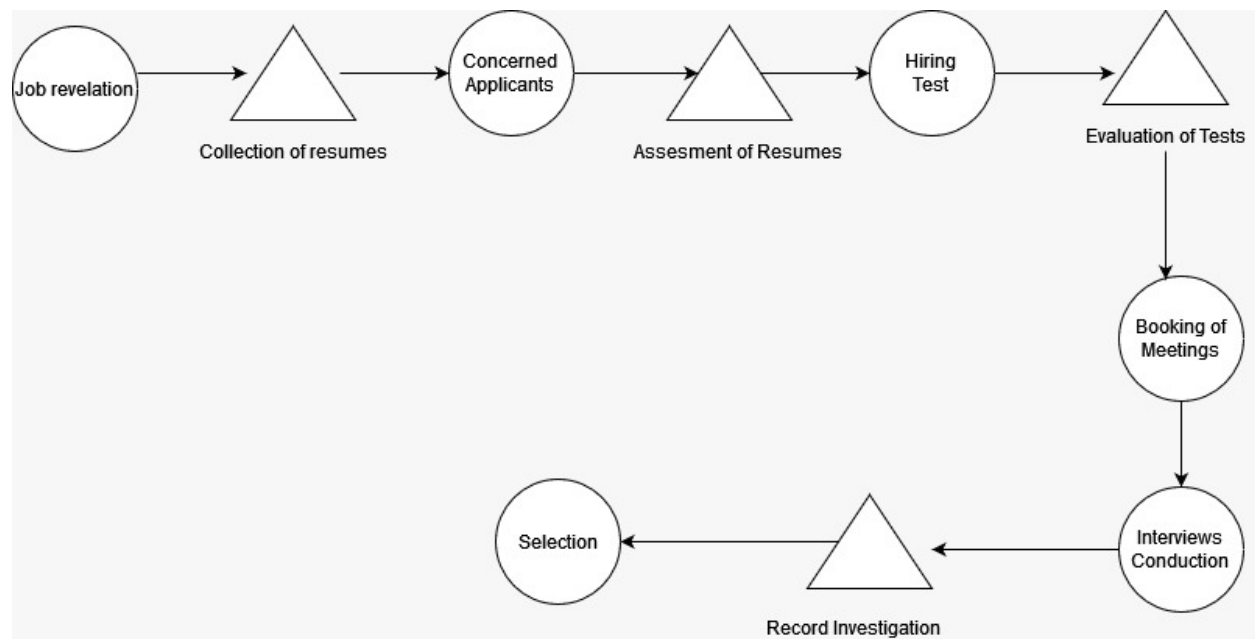 Job revelation
Collection of resumes
Concerned
Applicants
Assesment of Resumes
Hiring
Test
Evaluation of Tests
Booking of
Meetings
Interviews
Conduction
Record Investigation
Selection